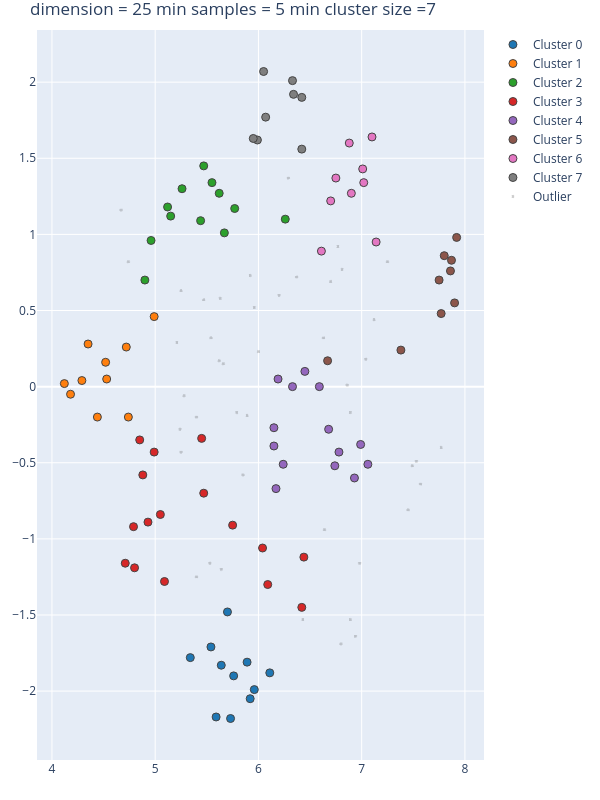 dimension = 25 min samples = 5 min cluster size =7
Cluster 0
Cluster 1
Cluster 2
Cluster 3
Cluster 4
Cluster 5
Cluster 6
Cluster 7
Outlier
2
1.5
1
0.5
0
−0.5
−1
−1.5
−2
4 5 6 7 8